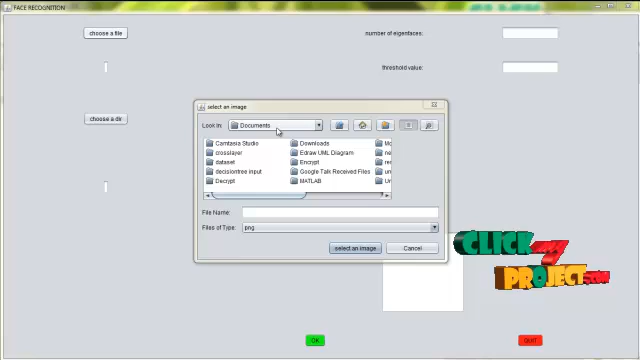 FACE RECOGNITION
choose a file
number of eigenfaces:
threshold value:
choose a dir
select an image
Look In:
Documents
Camtasia Studio
Downloads
crosslayer
Edraw UML Diagram
dataset
Encrypt
decisiontree input
Google Talk Received Files
Decrypt
MATLAB
File Name:
Files of Type:
png
select an image
Cancel
CLICK my
PROJECT.COM
OK
QUIT